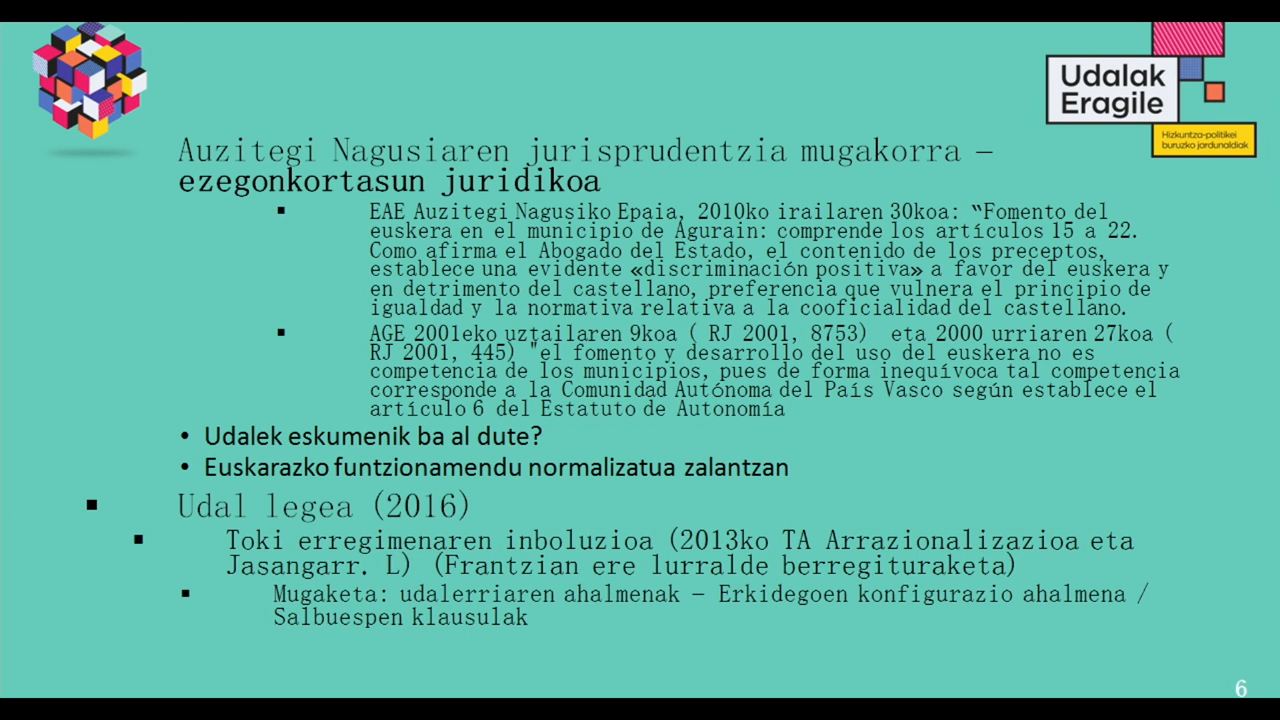 Udalak
Eragile
Hizkuntza-politikei
buruzko jardunaldiak
Auzitegi Nagusiaren jurisprudentzia mugakorra –
ezegonkortasun juridikoa
▪ EAE Auzitegi Nagusiko Epaia, 2010ko irailaren 30koa: “Fomento del
euskera en el municipio de Agurain: comprende los artículos 15 a 22.
Como afirma el Abogado del Estado, el contenido de los preceptos,
establece una evidente «discriminación positiva» a favor del euskera y
en detrimento del castellano, preferencia que vulnera el principio de
igualdad y la normativa relativa a la cooficialidad del castellano.
▪ AGE 2001eko uztailaren 9koa ( RJ 2001, 8753) eta 2000 urriaren 27koa (
RJ 2001, 445) "el fomento y desarrollo del uso del euskera no es
competencia de los municipios, pues de forma inequívoca tal competencia
corresponde a la Comunidad Autónoma del País Vasco según establece el
artículo 6 del Estatuto de Autonomía
• Udalek eskumenik ba al dute?
• Euskarazko funtzionamendu normalizatua zalantzan
▪ Udal legea (2016)
▪ Toki erregimenaren inboluzioa (2013ko TA Arrazionalizazioa eta
Jasangarr. L) (Frantzian ere lurralde berregituraketa)
▪ Mugaketa: udalerriaren ahalmenak – Erkidegoen konfigurazio ahalmena /
Salbuespen klausulak
6